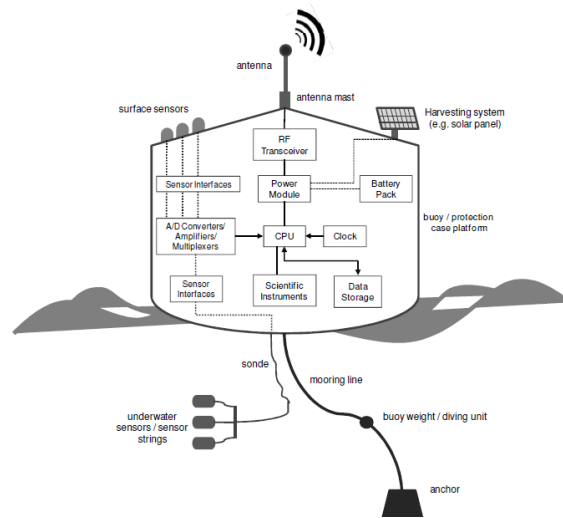 antenna
antenna mast
surface sensors
Harvesting system
(e.g. solar panel)
RF
Transceiver
Sensor Interfaces
Power
Module
Battery
Pack
buoy / protection
case platform
A/D Converters/
Amplifiers/
Multiplexers
CPU
Clock
Sensor
Interfaces
Scientific
Instruments
Data
Storage
sonde
mooring line
underwater
sensors / sensor
strings
buoy weight / diving unit
anchor